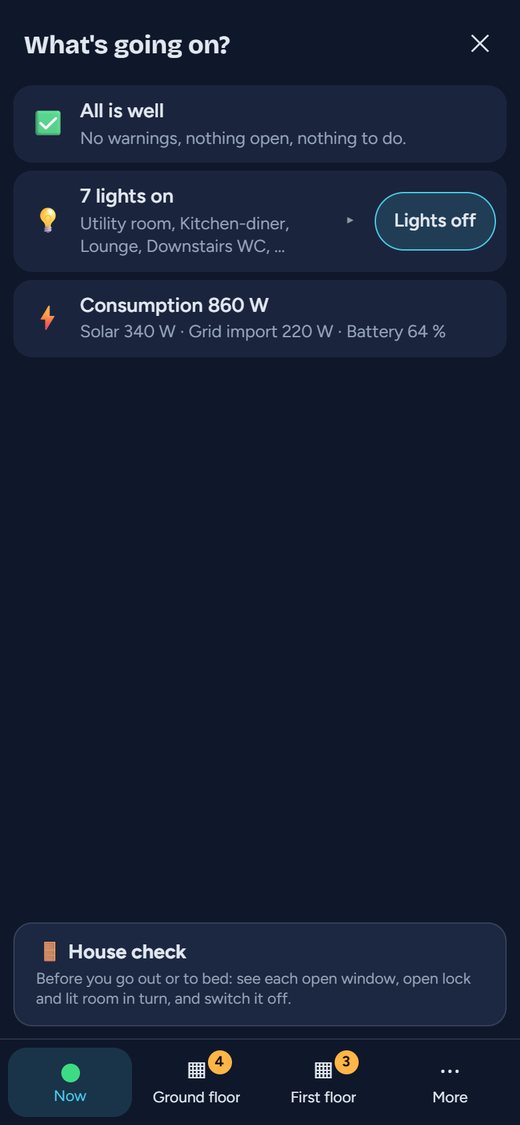 What's going on?
All is well
No warnings, nothing open, nothing to do.
7 lights on
Utility room, Kitchen-diner,
Lounge, Downstairs WC, ...
Lights off
Consumption 860 W
Solar 340 W · Grid import 220 W · Battery 64 %
House check
Before you go out or to bed: see each open window, open lock
and lit room in turn, and switch it off.
4
3
Now
Ground floor
First floor
More